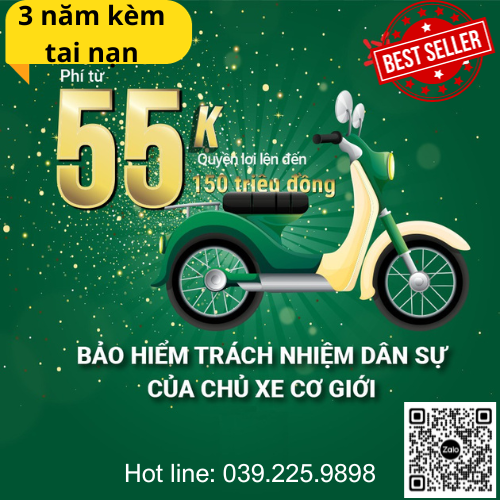 3 năm kèm
tai nạn
BEST SELLER
Phí từ
55K
Quyền lợi lên đến
150 triệu đồng
BẢO HIỂM TRÁCH NHIỆM DÂN SỰ
CỦA CHỦ XE CƠ GIỚI
Zalo
Hot line: 039.225.9898